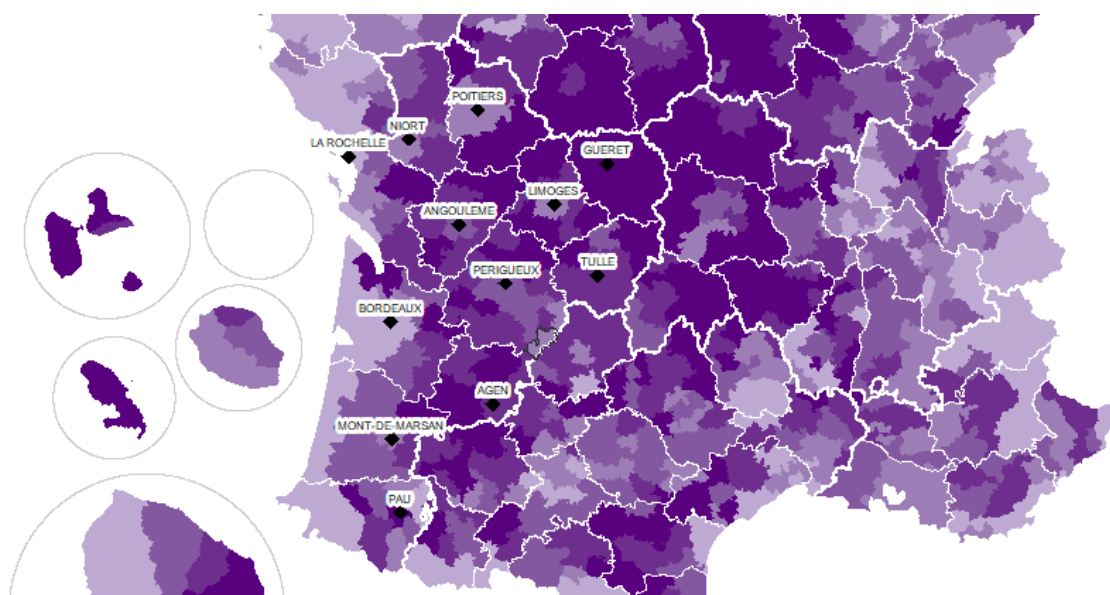 POITIERS
NIORT
LA ROCHELLE
GUERET
LIMOGES
ANGOULEME
TULLE
PERIGUEUX
BORDEAUX
AGEN
MONT-DE-MARSAN
PAU